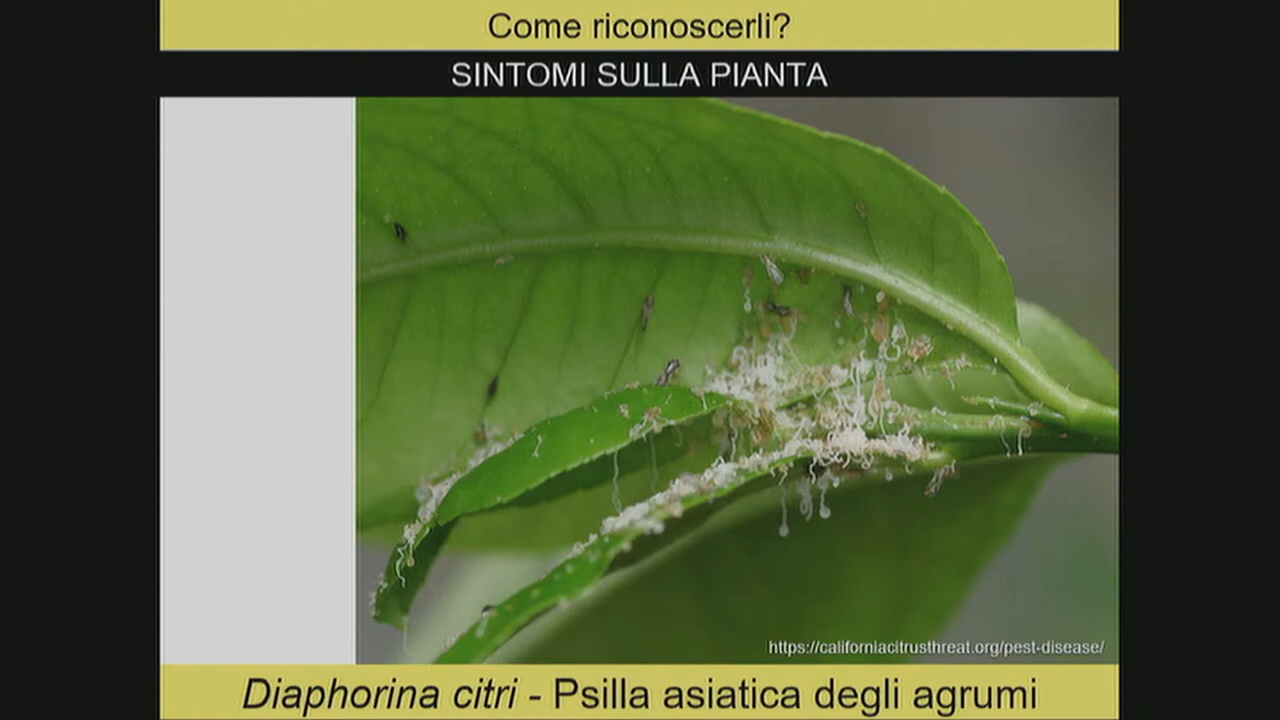 Come riconoscerli?
SINTOMI SULLA PIANTA
https://californiacitrusthreat.org/pest-disease/
Diaphorina citri - Psilla asiatica degli agrumi